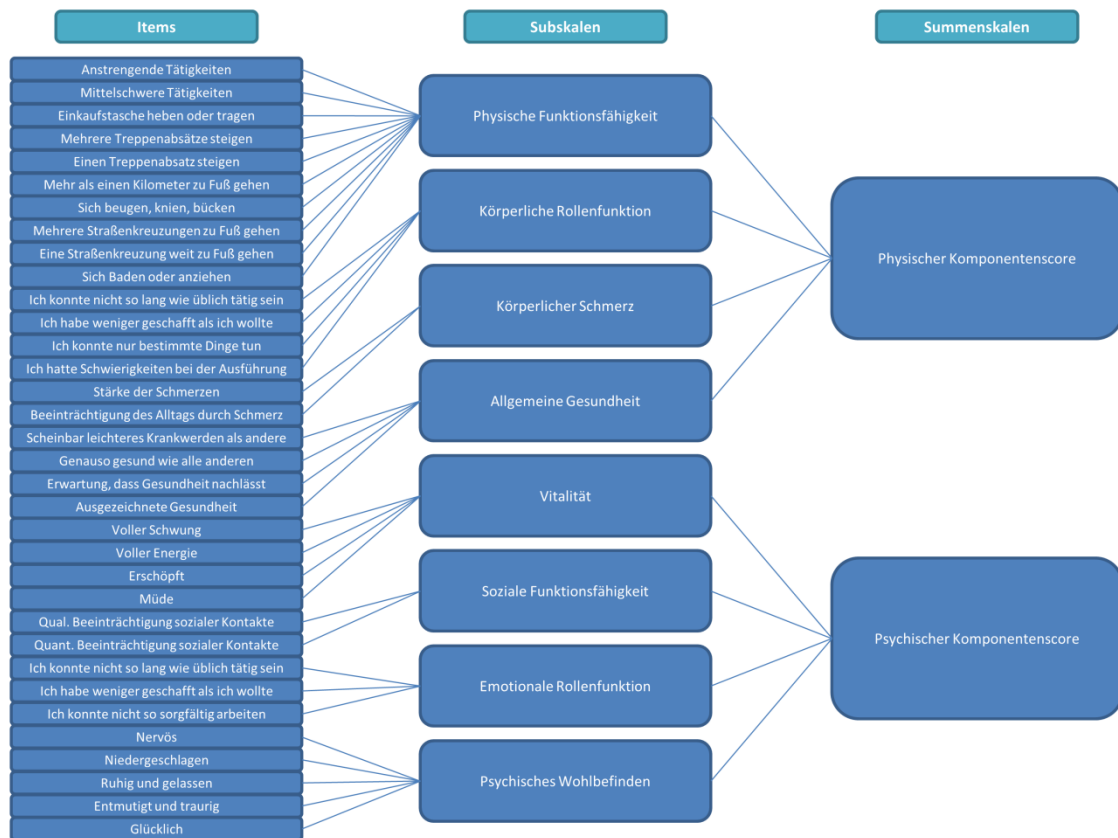 Items
Subskalen
Summenskalen
Anstrengende Tätigkeiten
Mittelschwere Tätigkeiten
Einkaufstasche heben oder tragen
Mehrere Treppenabsätze steigen
Einen Treppenabsatz steigen
Mehr als einen Kilometer zu Fuß gehen
Sich beugen, knien, bücken
Mehrere Straßenkreuzungen zu Fuß gehen
Eine Straßenkreuzung weit zu Fuß gehen
Sich Baden oder anziehen
Ich konnte nicht so lang wie üblich tätig sein
Ich habe weniger geschafft als ich wollte
Ich konnte nur bestimmte Dinge tun
Ich hatte Schwierigkeiten bei der Ausführung
Stärke der Schmerzen
Beeinträchtigung des Alltags durch Schmerz
Scheinbar leichteres Krankwerden als andere
Genauso gesund wie alle anderen
Erwartung, dass Gesundheit nachlässt
Ausgezeichnete Gesundheit
Voller Schwung
Voller Energie
Erschöpft
Müde
Qual. Beeinträchtigung sozialer Kontakte
Quant. Beeinträchtigung sozialer Kontakte
Ich konnte nicht so lang wie üblich tätig sein
Ich habe weniger geschafft als ich wollte
Ich konnte nicht so sorgfältig arbeiten
Nervös
Niedergeschlagen
Ruhig und gelassen
Entmutigt und traurig
Glücklich
Physische Funktionsfähigkeit
Körperliche Rollenfunktion
Körperlicher Schmerz
Allgemeine Gesundheit
Vitalität
Soziale Funktionsfähigkeit
Emotionale Rollenfunktion
Psychisches Wohlbefinden
Physischer Komponentenscore
Psychischer Komponentenscore